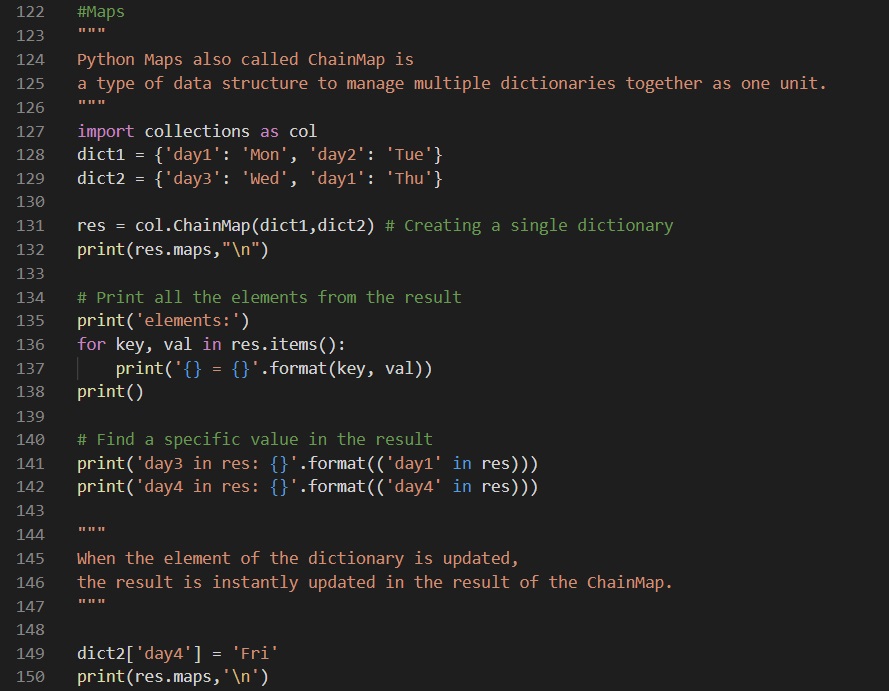 122 #Maps
123 """
124 Python Maps also called ChainMap is
125 a type of data structure to manage multiple dictionaries together as one unit.
126 """
127 import collections as col
128 dict1 = {'day1': 'Mon', 'day2': 'Tue'}
129 dict2 = {'day3': 'Wed', 'day1': 'Thu'}
130
131 res = col.ChainMap(dict1,dict2) # Creating a single dictionary
132 print(res.maps,"\n")
133
134 # Print all the elements from the result
135 print('elements:')
136 for key, val in res.items():
137     print('{} = {}'.format(key, val))
138 print()
139
140 # Find a specific value in the result
141 print('day3 in res: {}'.format(('day1' in res)))
142 print('day4 in res: {}'.format(('day4' in res)))
143
144 """
145 When the element of the dictionary is updated,
146 the result is instantly updated in the result of the ChainMap.
147 """
148
149 dict2['day4'] = 'Fri'
150 print(res.maps,'\n')